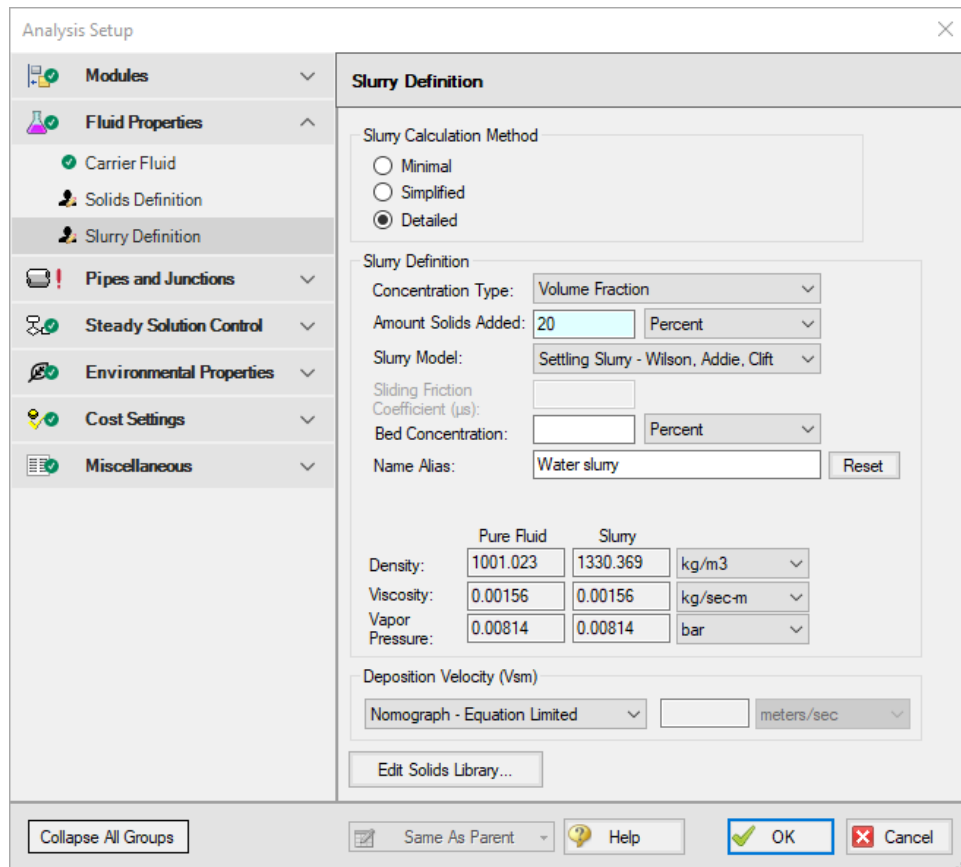 Analysis Setup
Modules
Fluid Properties
Carrier Fluid
Solids Definition
Slurry Definition
Pipes and Junctions
Steady Solution Control
Environmental Properties
Cost Settings
Miscellaneous
Collapse All Groups
Slurry Definition
Slurry Calculation Method
Minimal
Simplified
Detailed
Slurry Definition
Concentration Type: Volume Fraction
Amount Solids Added: 20 Percent
Slurry Model: Settling Slurry - Wilson, Addie, Clift
Sliding Friction
Coefficient (µs):
Bed Concentration: Percent
Name Alias: Water slurry Reset
Pure Fluid Slurry
Density: 1001.023 1330.369 kg/m3
Viscosity: 0.00156 0.00156 kg/sec-m
Vapor
Pressure: 0.00814 0.00814 bar
Deposition Velocity (Vsm)
Nomograph - Equation Limited meters/sec
Edit Solids Library...
Same As Parent Help OK Cancel